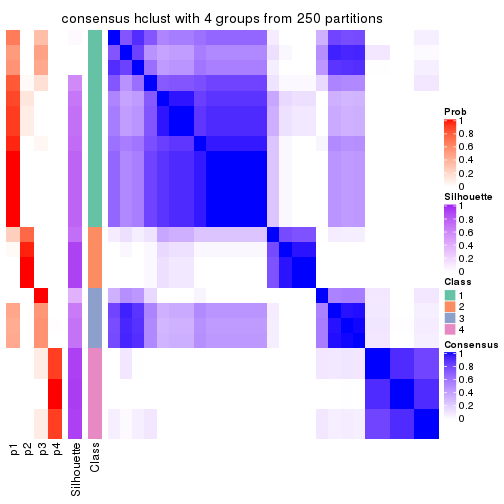 consensus hclust with 4 groups from 250 partitions
Prob
1
0.8
0.6
0.4
0.2
0
Silhouette
1
0.8
0.6
0.4
0.2
0
Class
1
2
3
4
Consensus
1
0.8
0.6
0.4
0.2
0
p1
p2
p3
p4
Silhouette
Class